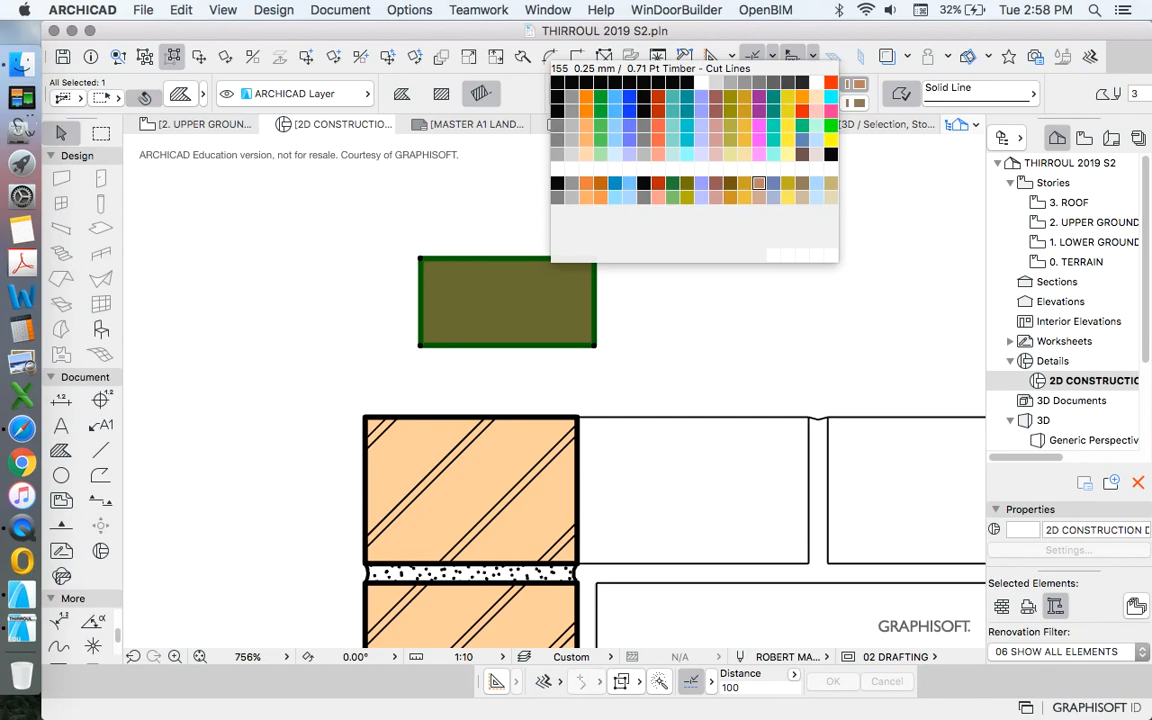 ARCHICAD File Edit View Design Document Options Teamwork Window Help WinDoorBuilder OpenBIM 32% Tue 2:58 PM
THIRROUL 2019 S2.pln
155 0.25 mm / 0.71 Pt Timber - Cut Lines
All Selected: 1
ARCHICAD Layer
Solid Line
3
[2. UPPER GROUN...
[2D CONSTRUCTIO...
[MASTER A1 LAND...
[3D / Selection, Sto...
ARCHICAD Education version, not for resale. Courtesy of GRAPHISOFT.
Design
Document
More
THIRROUL 2019 S2
Stories
3. ROOF
2. UPPER GROUND
1. LOWER GROUND
0. TERRAIN
Sections
Elevations
Interior Elevations
Worksheets
Details
2D CONSTRUCTIO
3D Documents
3D
Generic Perspectiv
Properties
2D CONSTRUCTION D
Settings...
Selected Elements:
Renovation Filter:
06 SHOW ALL ELEMENTS
GRAPHISOFT.
756%
0.00°
1:10
Custom
N/A
ROBERT MA...
02 DRAFTING
Distance
100
OK
Cancel
GRAPHISOFT ID